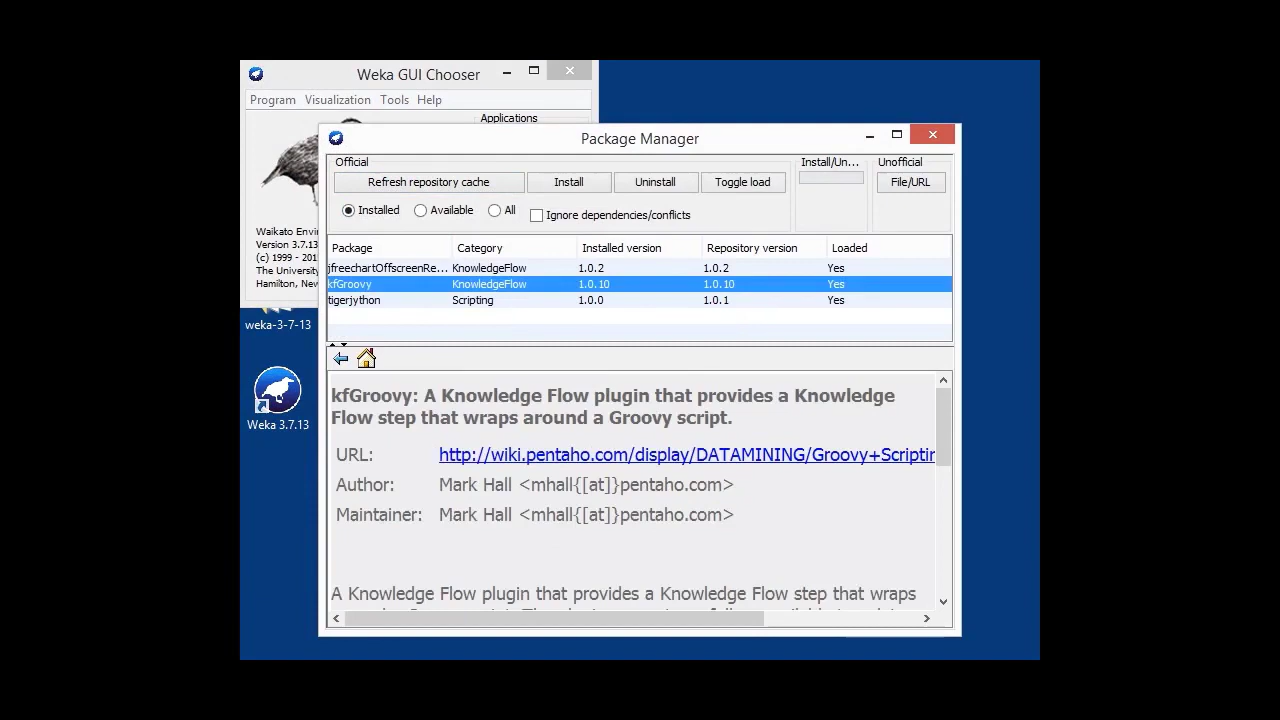 Weka GUI Chooser
Program Visualization Tools Help
Applications
Waikato Envi
Version 3.7.13
(c) 1999 - 201
The University
Hamilton, New
weka-3-7-13
Weka 3.7.13
Package Manager
Official
Install/Un...
Unofficial
Refresh repository cache Install Uninstall Toggle load File/URL
Installed Available All Ignore dependencies/conflicts
Package Category Installed version Repository version Loaded
jfreechartOffscreenRe... KnowledgeFlow 1.0.2 1.0.2 Yes
kfGroovy KnowledgeFlow 1.0.10 1.0.10 Yes
tigerjython Scripting 1.0.0 1.0.1 Yes
kfGroovy: A Knowledge Flow plugin that provides a Knowledge
Flow step that wraps around a Groovy script.
URL: http://wiki.pentaho.com/display/DATAMINING/Groovy+Scriptin
Author: Mark Hall <mhall{[at]}pentaho.com>
Maintainer: Mark Hall <mhall{[at]}pentaho.com>
A Knowledge Flow plugin that provides a Knowledge Flow step that wraps